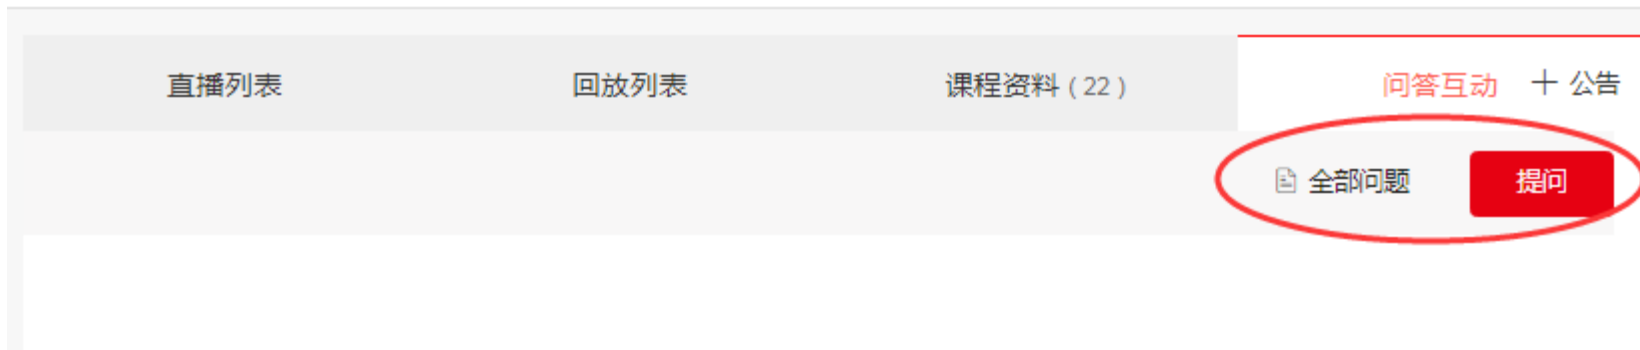 直播列表 回放列表 课程资料 ( 22 ) 问答互动 + 公告
全部问题 提问